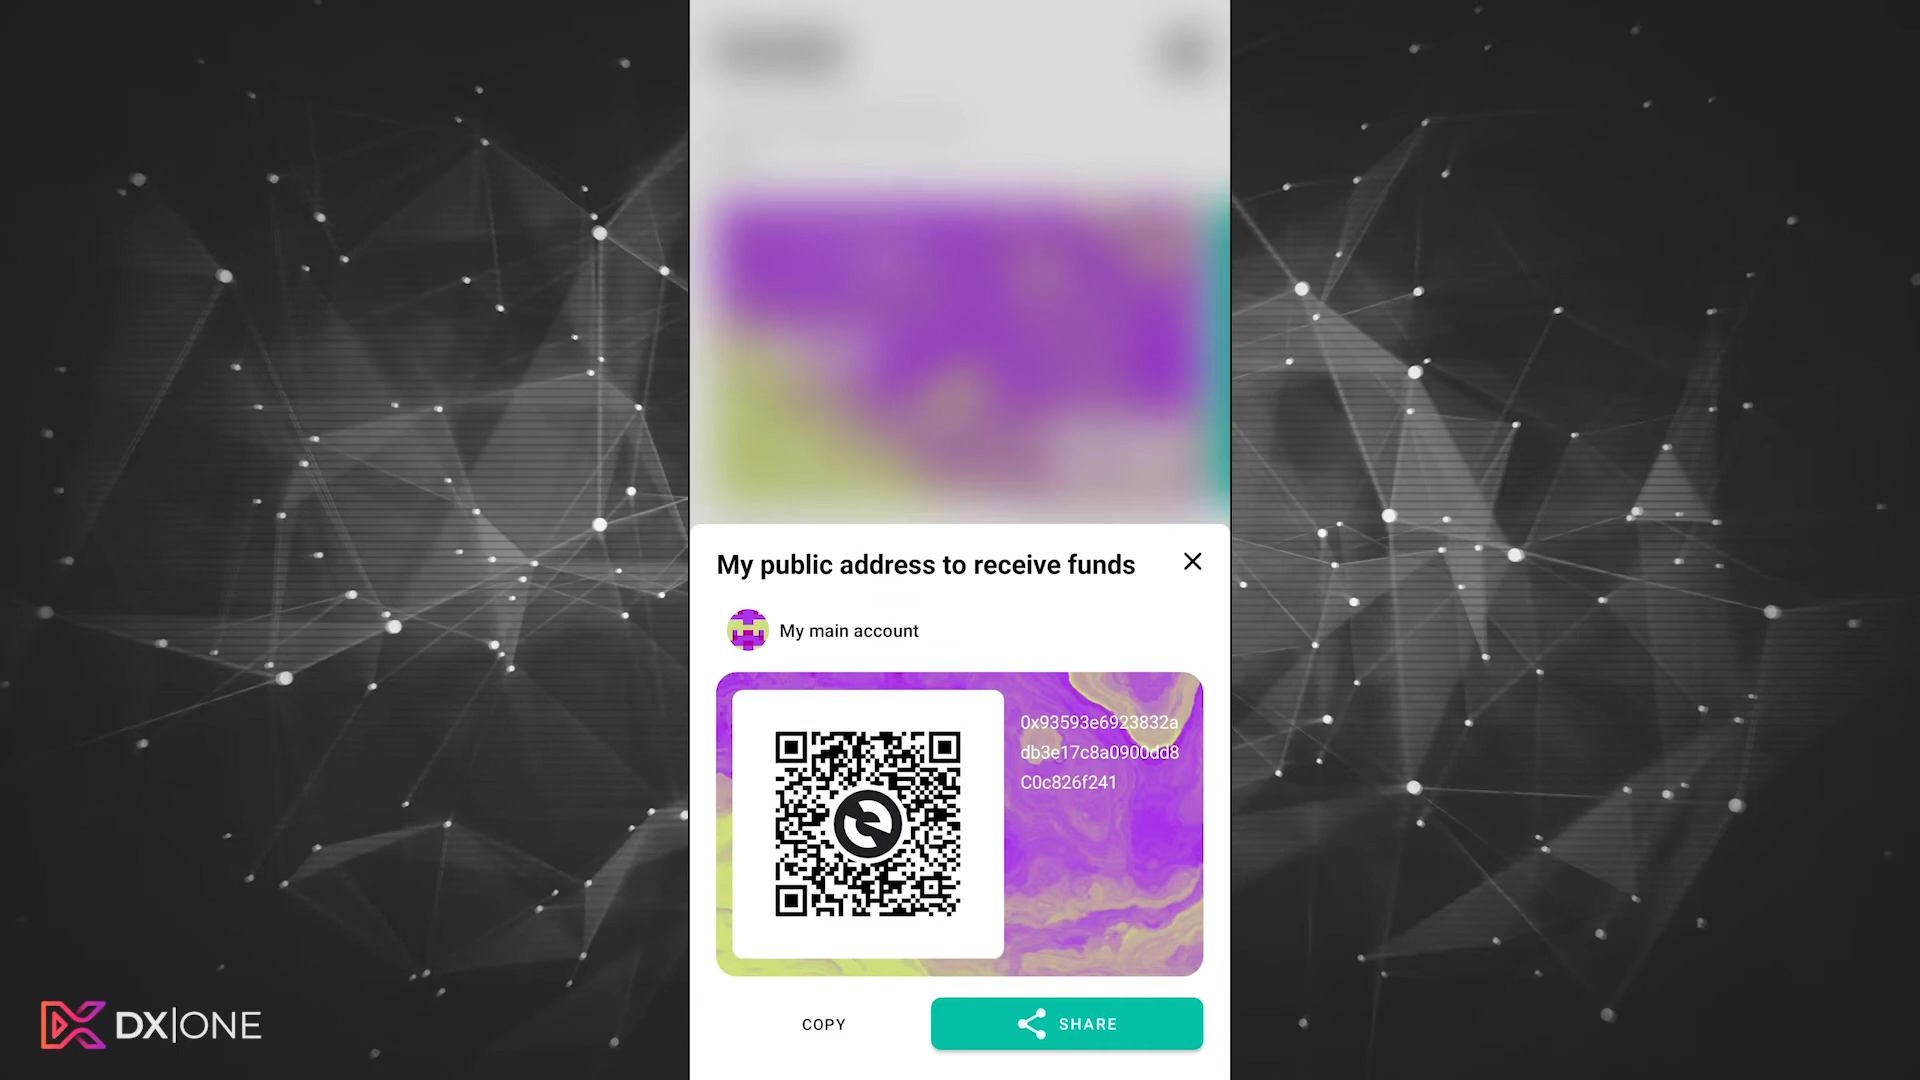 My public address to receive funds
My main account
0x93593e6923832a
db3e17c8a0900dd8
C0c826f241
COPY
SHARE
DX|ONE